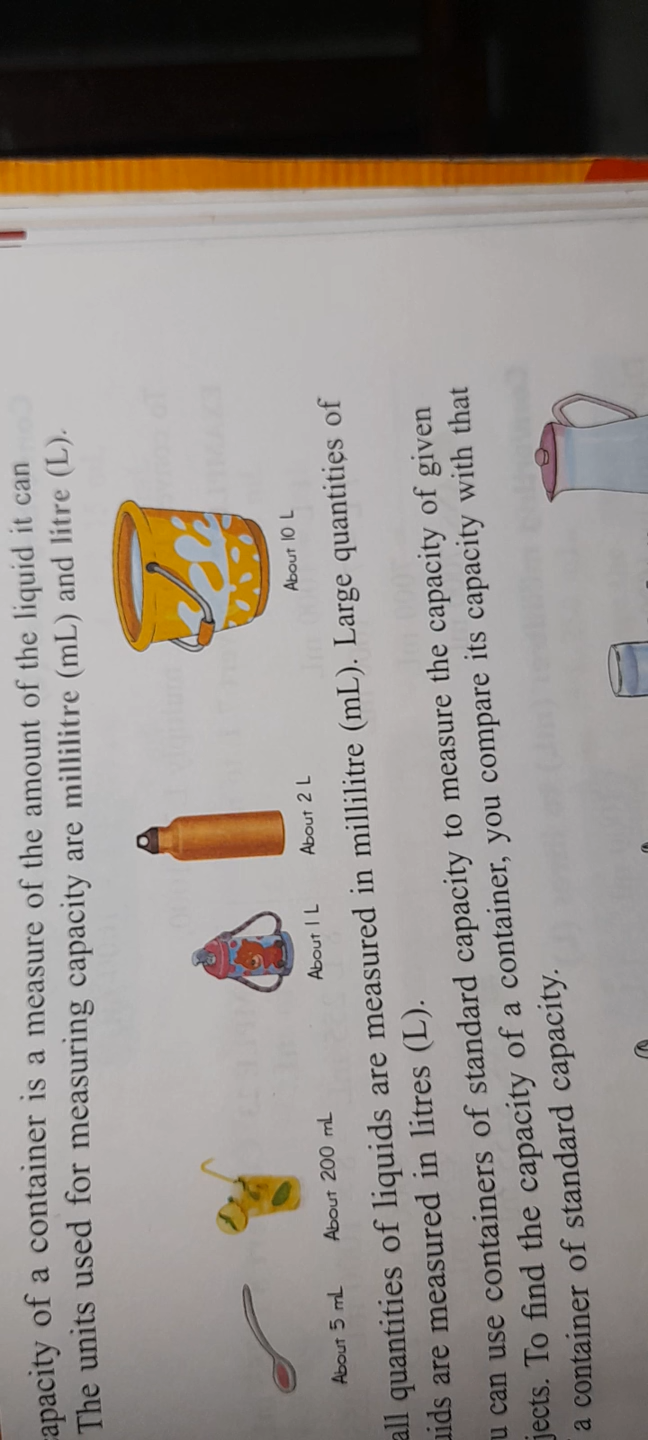 apacity of a container is a measure of the amount of the liquid it can
The units used for measuring capacity are millilitre (mL) and litre (L).
About 5 mL About 200 mL About 1 L About 2 L About 10 L
all quantities of liquids are measured in millilitre (mL). Large quantities of
uids are measured in litres (L).
u can use containers of standard capacity to measure the capacity of given
jects. To find the capacity of a container, you compare its capacity with that
a container of standard capacity.